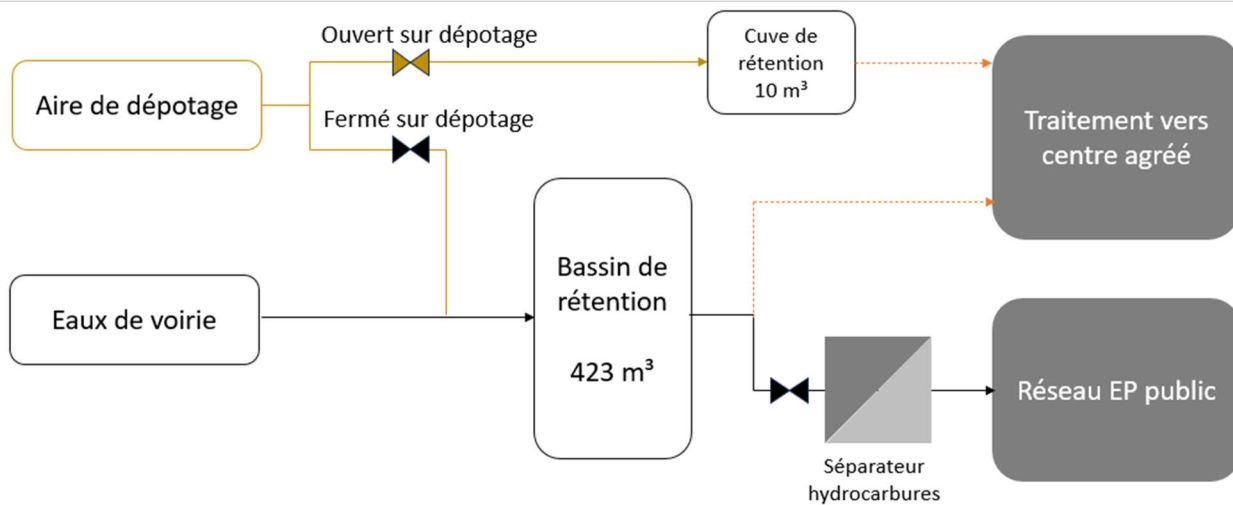 Ouvert sur dépotage
Cuve de
rétention
10 m³
Aire de dépotage
Fermé sur dépotage
Traitement vers
centre agréé
Bassin de
rétention
423 m³
Eaux de voirie
Réseau EP public
Séparateur
hydrocarbures